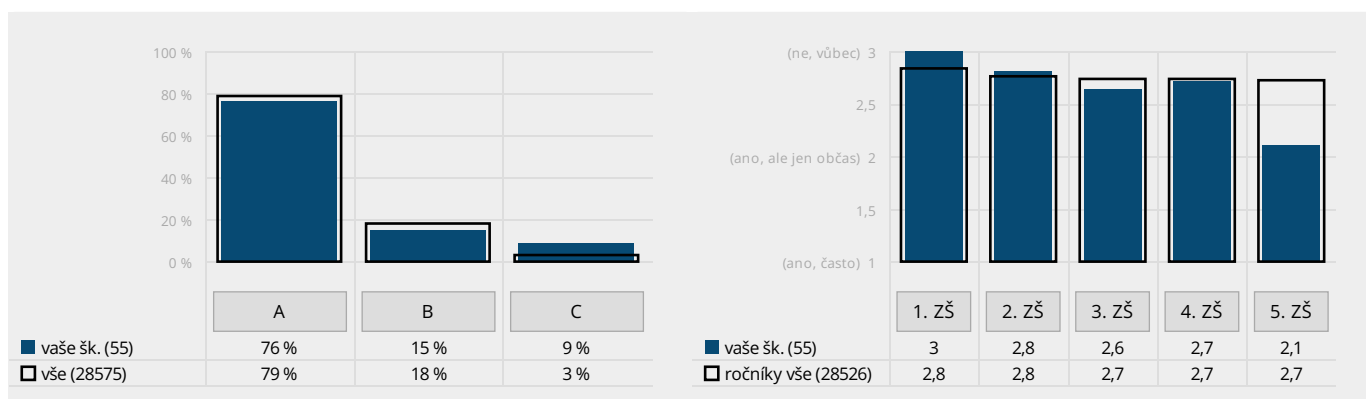 100 %
80 %
60 %
40 %
20 %
0 %
A B C
vaše šk. (55) 76 % 15 % 9 %
vše (28575) 79 % 18 % 3 %
(ne, vůbec) 3
2,5
(ano, ale jen občas) 2
1,5
(ano, často) 1
1. ZŠ 2. ZŠ 3. ZŠ 4. ZŠ 5. ZŠ
vaše šk. (55) 3 2,8 2,6 2,7 2,1
ročníky vše (28526) 2,8 2,8 2,7 2,7 2,7